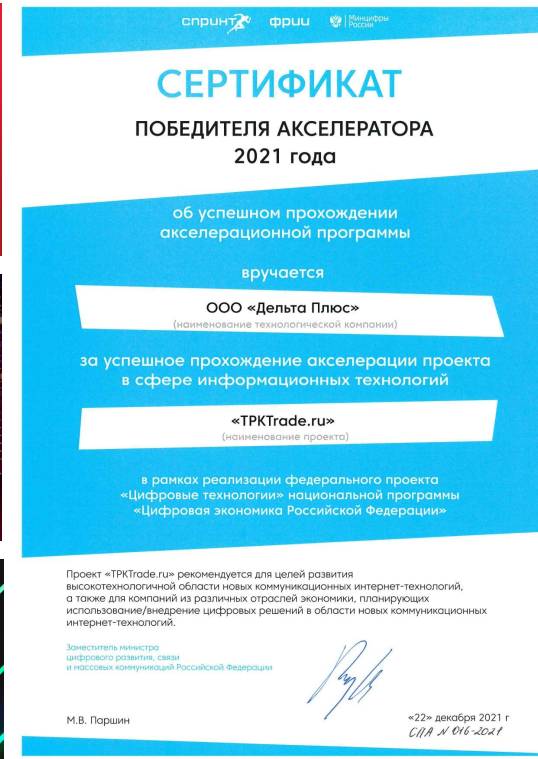 спринт фрии Минцифры
России
СЕРТИФИКАТ
ПОБЕДИТЕЛЯ АКСЕЛЕРАТОРА
2021 года
об успешном прохождении
акселерационной программы
вручается
ООО «Дельта Плюс»
(наименование технологической компании)
за успешное прохождение акселерации проекта
в сфере информационных технологий
«TPKTrade.ru»
(наименование проекта)
в рамках реализации федерального проекта
«Цифровые технологии» национальной программы
«Цифровая экономика Российской Федерации»
Проект «TPKTrade.ru» рекомендуется для целей развития
высокотехнологичной области новых коммуникационных интернет-технологий,
а также для компаний из различных отраслей экономики, планирующих
использование/внедрение цифровых решений в области новых коммуникационных
интернет-технологий.
Заместитель министра
цифрового развития, связи
и массовых коммуникаций Российской Федерации
М.В. Паршин
«22» декабря 2021 г
СПА N 016-2021